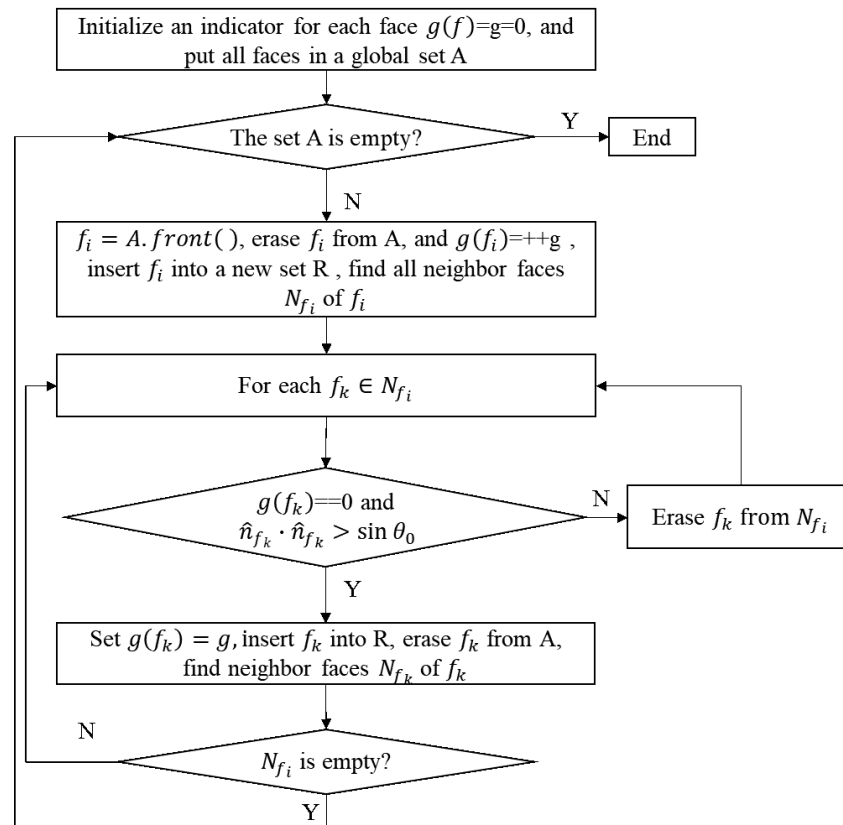 Initialize an indicator for each face g(f)=g=0, and
put all faces in a global set A
The set A is empty?
Y
End
N
f_i = A.front( ), erase f_i from A, and g(f_i)=++g ,
insert f_i into a new set R , find all neighbor faces
N_{f_i} of f_i
For each f_k ∈ N_{f_i}
g(f_k)==0 and
n̂_{f_k} · n̂_{f_k} > sin θ_0
N
Erase f_k from N_{f_i}
Y
Set g(f_k) = g, insert f_k into R, erase f_k from A,
find neighbor faces N_{f_k} of f_k
N
N_{f_i} is empty?
Y